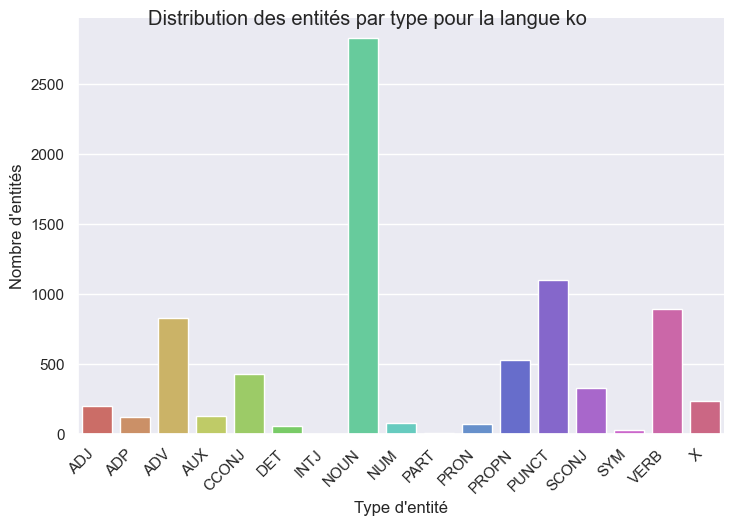 Distribution des entités par type pour la langue ko
Nombre d'entités
2500
2000
1500
1000
500
0
ADJ
ADP
ADV
AUX
CCONJ
DET
INTJ
NOUN
NUM
PART
PRON
PROPN
PUNCT
SCONJ
SYM
VERB
X
Type d'entité